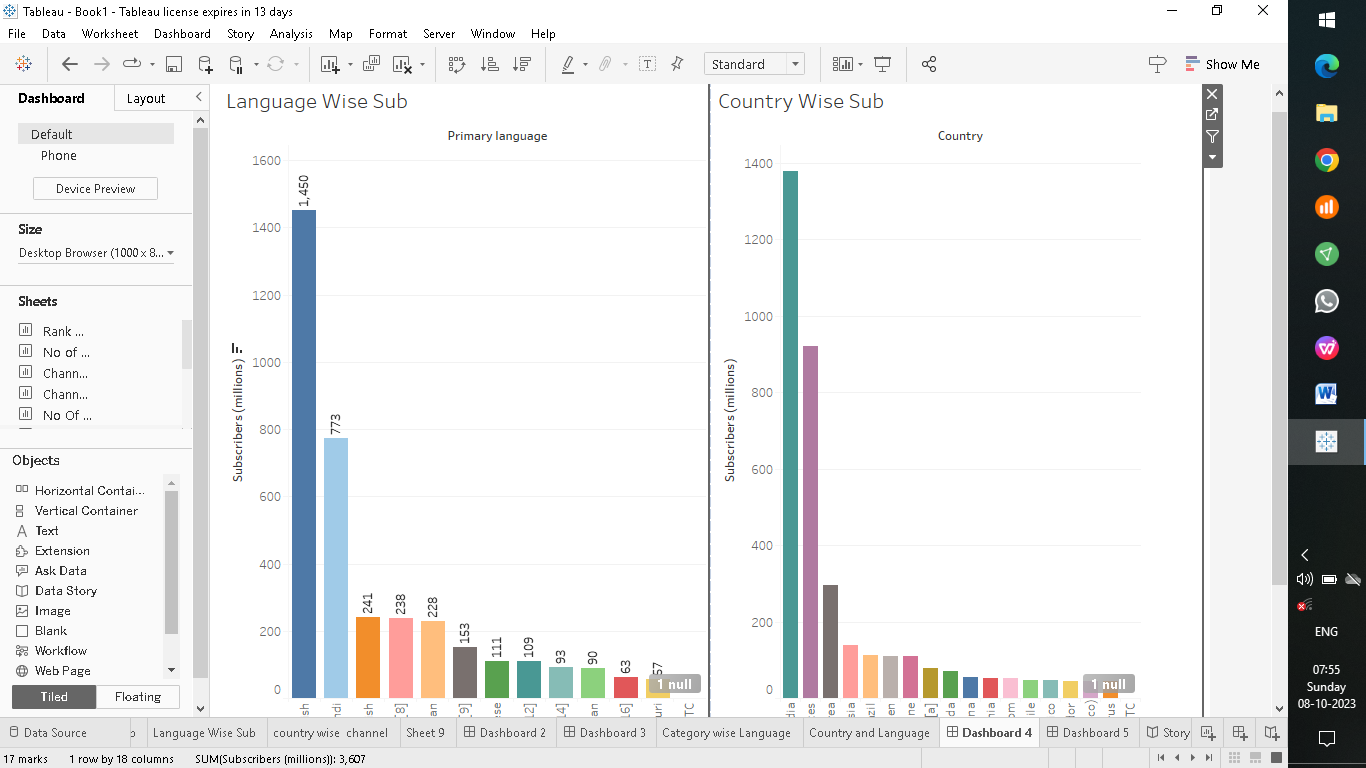 Tableau - Book1 - Tableau license expires in 13 days
File Data Worksheet Dashboard Story Analysis Map Format Server Window Help
Standard
Show Me
Dashboard Layout
Default
Phone
Device Preview
Size
Desktop Browser (1000 x 8...
Sheets
Rank ...
No of ...
Chann...
Chann...
No Of ...
Objects
Horizontal Contai...
Vertical Container
Text
Extension
Ask Data
Data Story
Image
Blank
Workflow
Web Page
Tiled Floating
Language Wise Sub
Primary language
Subscribers (millions)
1600
1400
1200
1000
800
600
400
200
0
1,450
773
241
238
228
153
111
109
93
90
63
57
1 null
sh
ndi
sh
[8]
an
[9]
ese
12]
14]
an
16]
uri
TC
Country Wise Sub
Country
Subscribers (millions)
1400
1200
1000
800
600
400
200
0
1 null
dia
tes
rea
sia
zil
en
ne
[a]
da
na
nia
om
ile
co
dor
co)
rus
TC
Data Source
Language Wise Sub
country wise channel
Sheet 9
Dashboard 2
Dashboard 3
Category wise Language
Country and Language
Dashboard 4
Dashboard 5
Story
17 marks 1 row by 18 columns SUM(Subscribers (millions)): 3,607
ENG
07:55
Sunday
08-10-2023